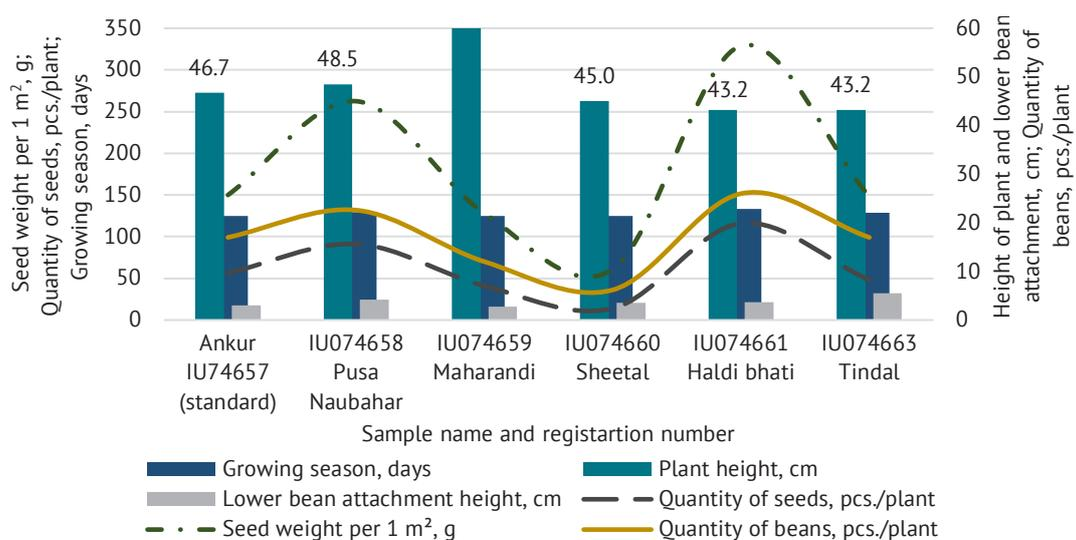 Seed weight per 1 m², g;
Quantity of seeds, pcs./plant;
Growing season, days
350
300
250
200
150
100
50
0
46.7
48.5
45.0
43.2
43.2
60
50
40
30
20
10
0
Height of plant and lower bean
attachment, cm; Quantity of
beans, pcs./plant
Ankur
IU74657
(standard)
IU074658
Pusa
Naubahar
IU074659
Maharandi
IU074660
Sheetal
IU074661
Haldi bhati
IU074663
Tindal
Sample name and registartion number
Growing season, days
Plant height, cm
Lower bean attachment height, cm
Quantity of seeds, pcs./plant
Seed weight per 1 m², g
Quantity of beans, pcs./plant